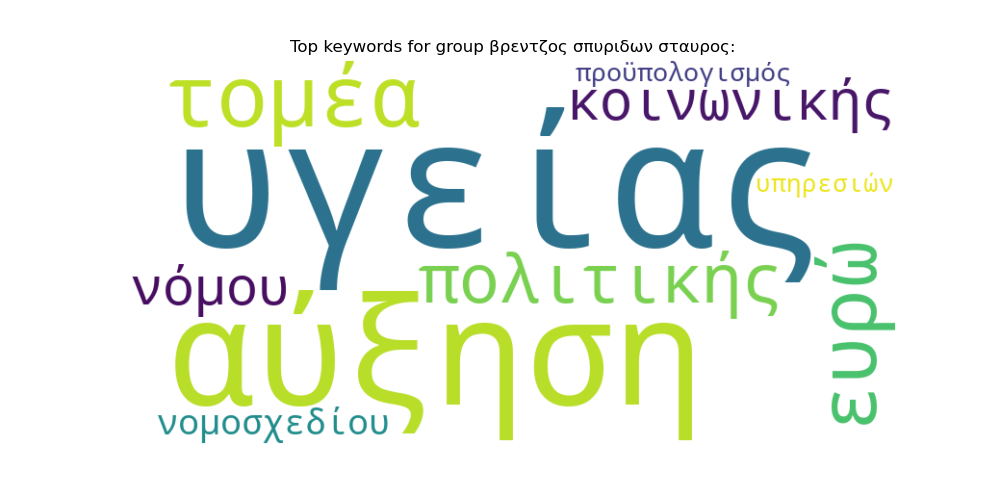 Top keywords for group βρεντζος σπυριδων σταυρος:
προϋπολογισμός
τομέα
κοινωνικής
υγείας
υπηρεσιών
πολιτικής
νόμου
ευρώ
αύξηση
νομοσχεδίου